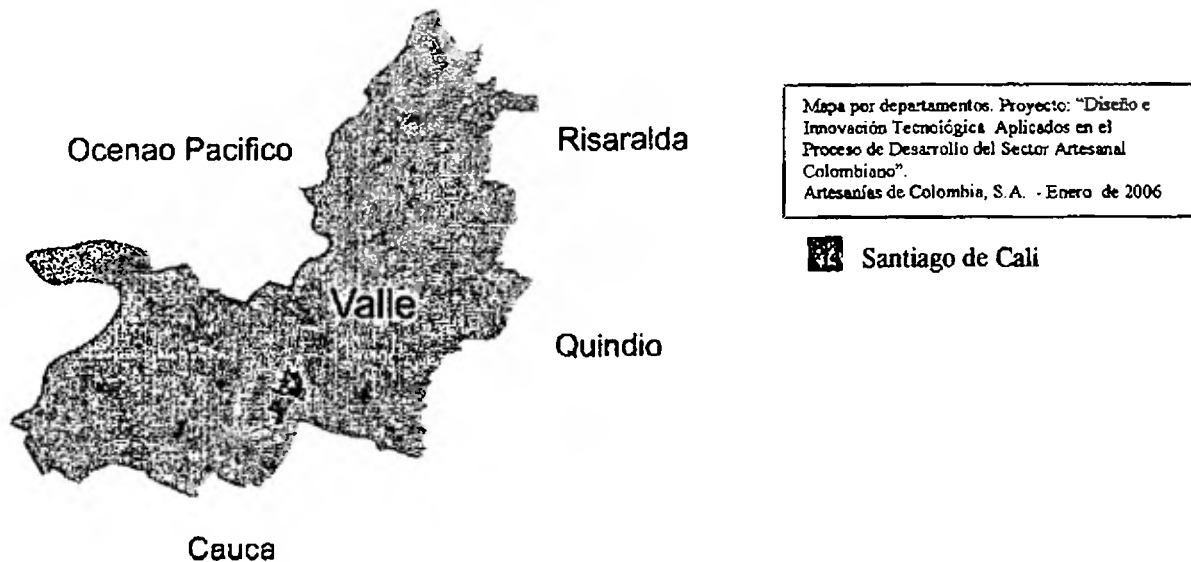 Ocenao Pacifico
Risaralda
Valle
Quindio
Cauca
Mapa por departamentos. Proyecto: "Diseño e
Innovación Tecnológica Aplicados en el
Proceso de Desarrollo del Sector Artesanal
Colombiano".
Artesanías de Colombia, S.A. - Enero de 2006
Santiago de Cali